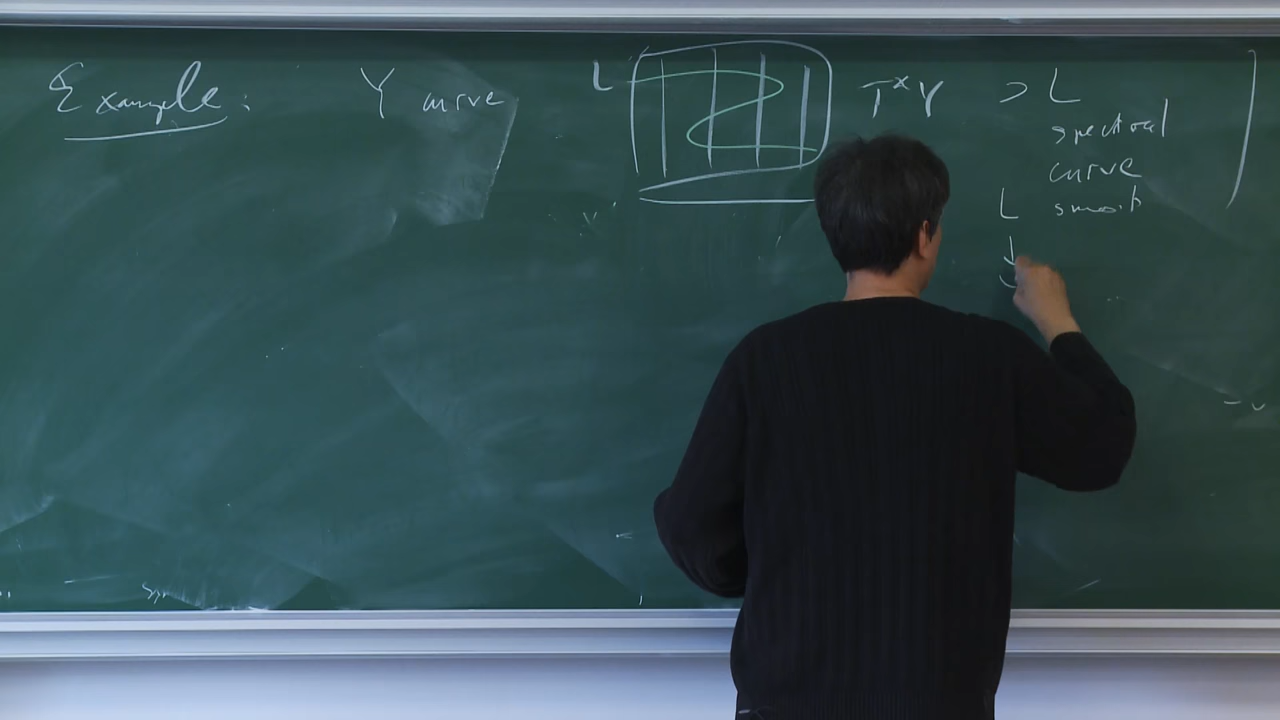 Example: Y curve L T*Y ⊃ L
spectral
curve
L smooth
↓